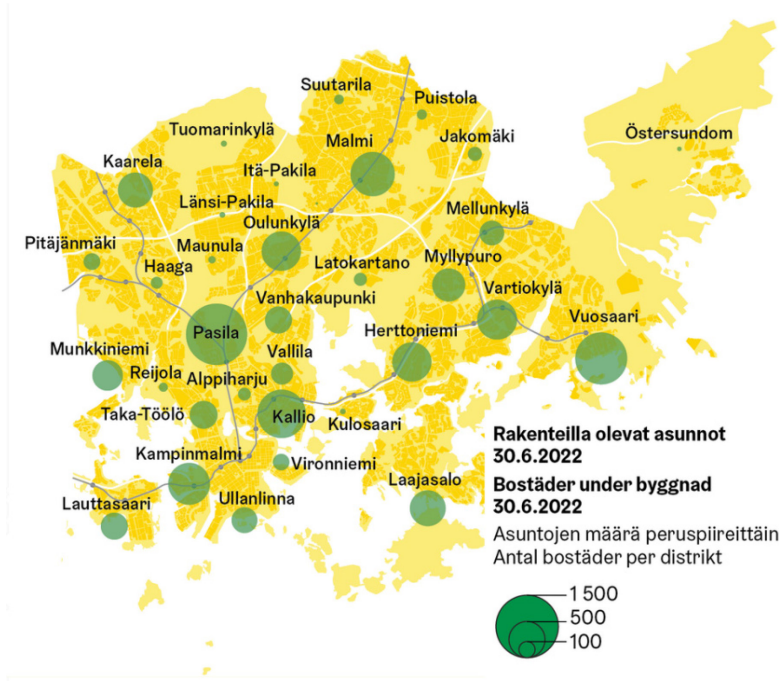 Suutarila
Puistola
Tuomarinkylä
Malmi
Jakomäki
Östersundom
Kaarela
Itä-Pakila
Länsi-Pakila
Oulunkylä
Mellunkylä
Pitäjänmäki
Maunula
Haaga
Latokartano
Myllypuro
Vanhakaupunki
Vartiokylä
Pasila
Herttoniemi
Vuosaari
Munkkiniemi
Vallila
Reijola
Alppiharju
Taka-Töölö
Kallio
Kulosaari
Kampinmalmi
Vironniemi
Laajasalo
Lauttasaari
Ullanlinna
Rakenteilla olevat asunnot
30.6.2022
Bostäder under byggnad
30.6.2022
Asuntojen määrä peruspiireittäin
Antal bostäder per distrikt
1 500
500
100